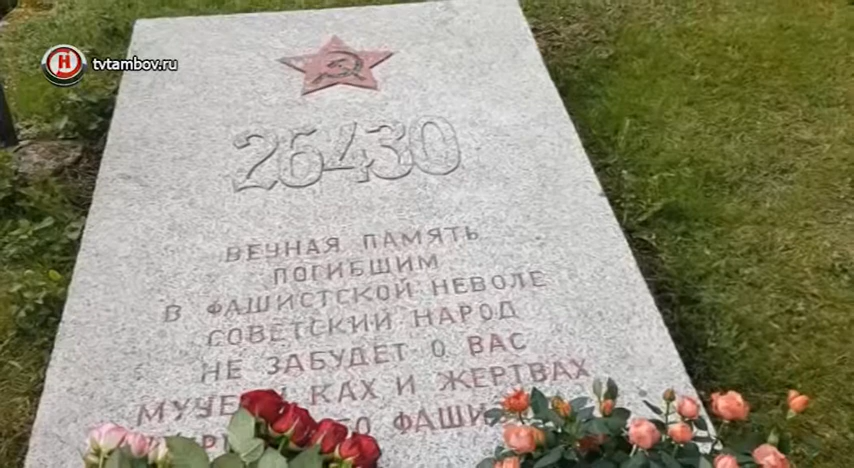 Н tvtambov.ru
26430
ВЕЧНАЯ ПАМЯТЬ
ПОГИБШИМ
В ФАШИСТСКОЙ НЕВОЛЕ
СОВЕТСКИЙ НАРОД
НЕ ЗАБУДЕТ О ВАС
И ЖЕРТВАХ